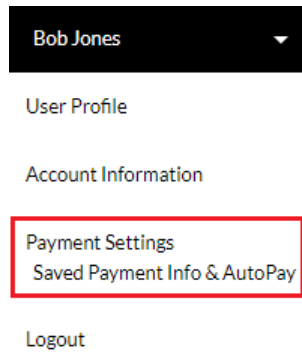 Bob Jones
User Profile
Account Information
Payment Settings
Saved Payment Info & AutoPay
Logout